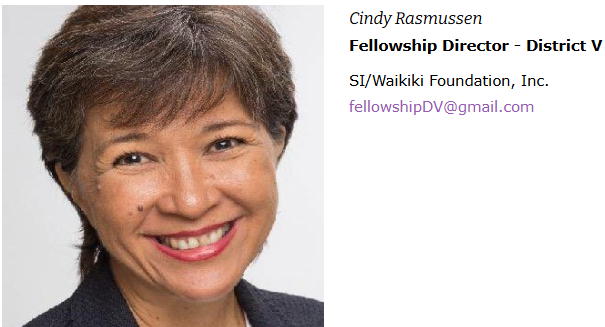 Cindy Rasmussen
Fellowship Director - District V
SI/Waikiki Foundation, Inc.
fellowshipDV@gmail.com